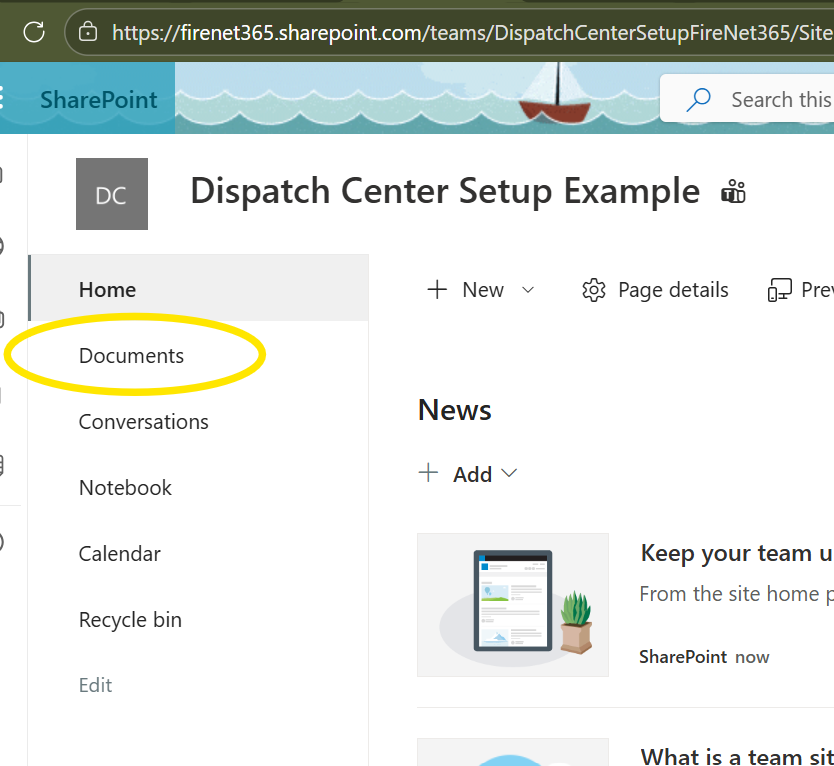 https://firenet365.sharepoint.com/teams/DispatchCenterSetupFireNet365/Site
SharePoint
Search this
DC
Dispatch Center Setup Example
Home
Documents
Conversations
Notebook
Calendar
Recycle bin
Edit
New
Page details
Prev
News
Add
Keep your team u
From the site home p
SharePoint now
What is a team sit